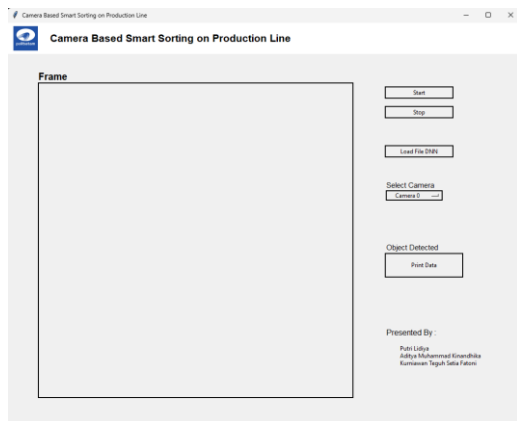 Camera Based Smart Sorting on Production Line
Camera Based Smart Sorting on Production Line
Frame
Start
Stop
Load File DNN
Select Camera
Camera 0
Object Detected
Print Data
Presented By :
Putri Lidiya
Aditya Muhammad Kinandhika
Kurniawan Teguh Satia Fatoni